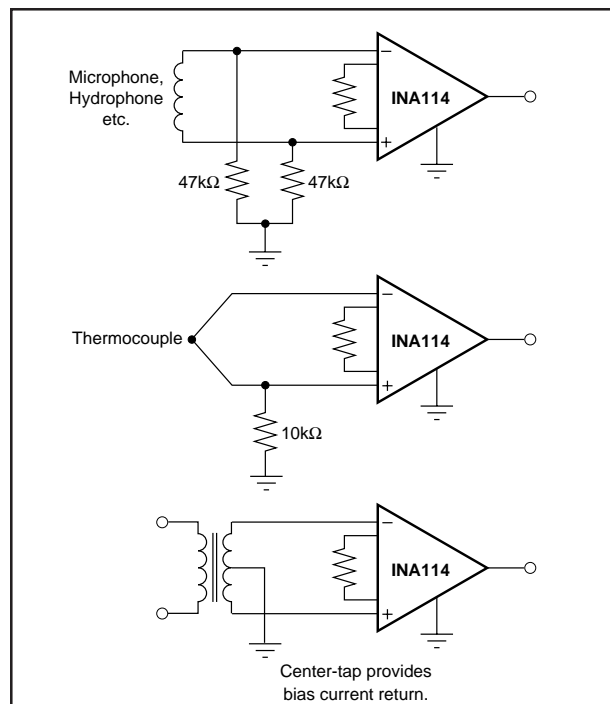 Microphone,
Hydrophone
etc.
−
INA114
+
47kΩ
47kΩ
−
Thermocouple
INA114
+
10kΩ
−
INA114
+
Center-tap provides
bias current return.